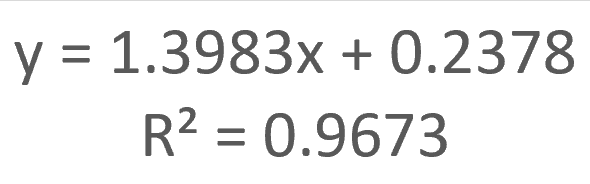 y = 1.3983x + 0.2378
R² = 0.9673